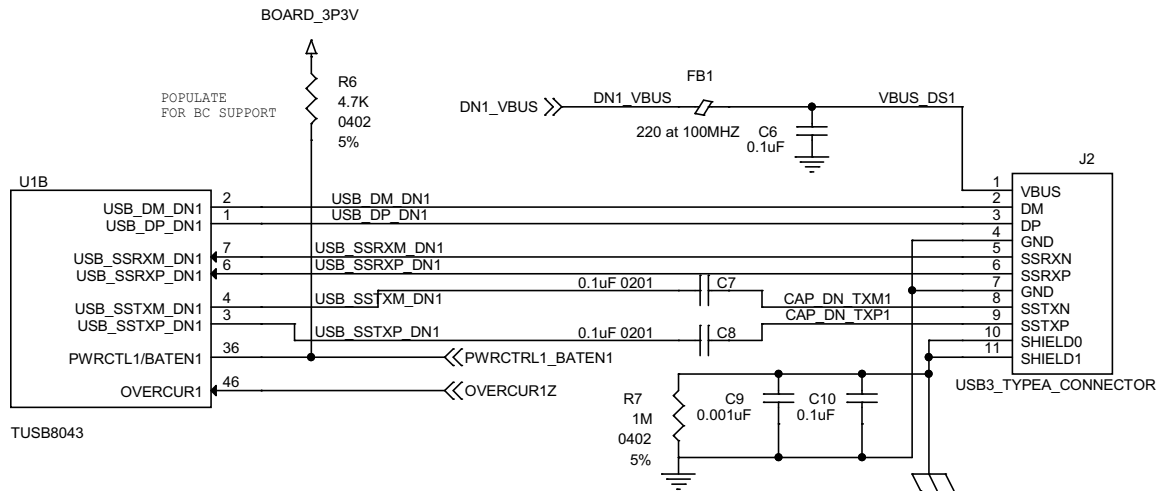 BOARD_3P3V
POPULATE
FOR BC SUPPORT
R6
4.7K
0402
5%
DN1_VBUS
DN1_VBUS
FB1
220 at 100MHZ
C6
0.1uF
VBUS_DS1
J2
U1B
USB_DM_DN1
2
USB_DM_DN1
1
VBUS
2
DM
USB_DP_DN1
1
USB_DP_DN1
3
DP
4
GND
USB_SSRXM_DN1
7
USB_SSRXM_DN1
5
SSRXN
USB_SSRXP_DN1
6
USB_SSRXP_DN1
6
SSRXP
7
GND
USB_SSTXM_DN1
4
USB_SSTXM_DN1
0.1uF 0201
C7
CAP_DN_TXM1
8
SSTXN
USB_SSTXP_DN1
3
USB_SSTXP_DN1
0.1uF 0201
C8
CAP_DN_TXP1
9
SSTXP
10
SHIELD0
11
SHIELD1
PWRCTL1/BATEN1
36
PWRCTRL1_BATEN1
OVERCUR1
46
OVERCUR1Z
USB3_TYPEA_CONNECTOR
TUSB8043
R7
1M
0402
5%
C9
0.001uF
C10
0.1uF